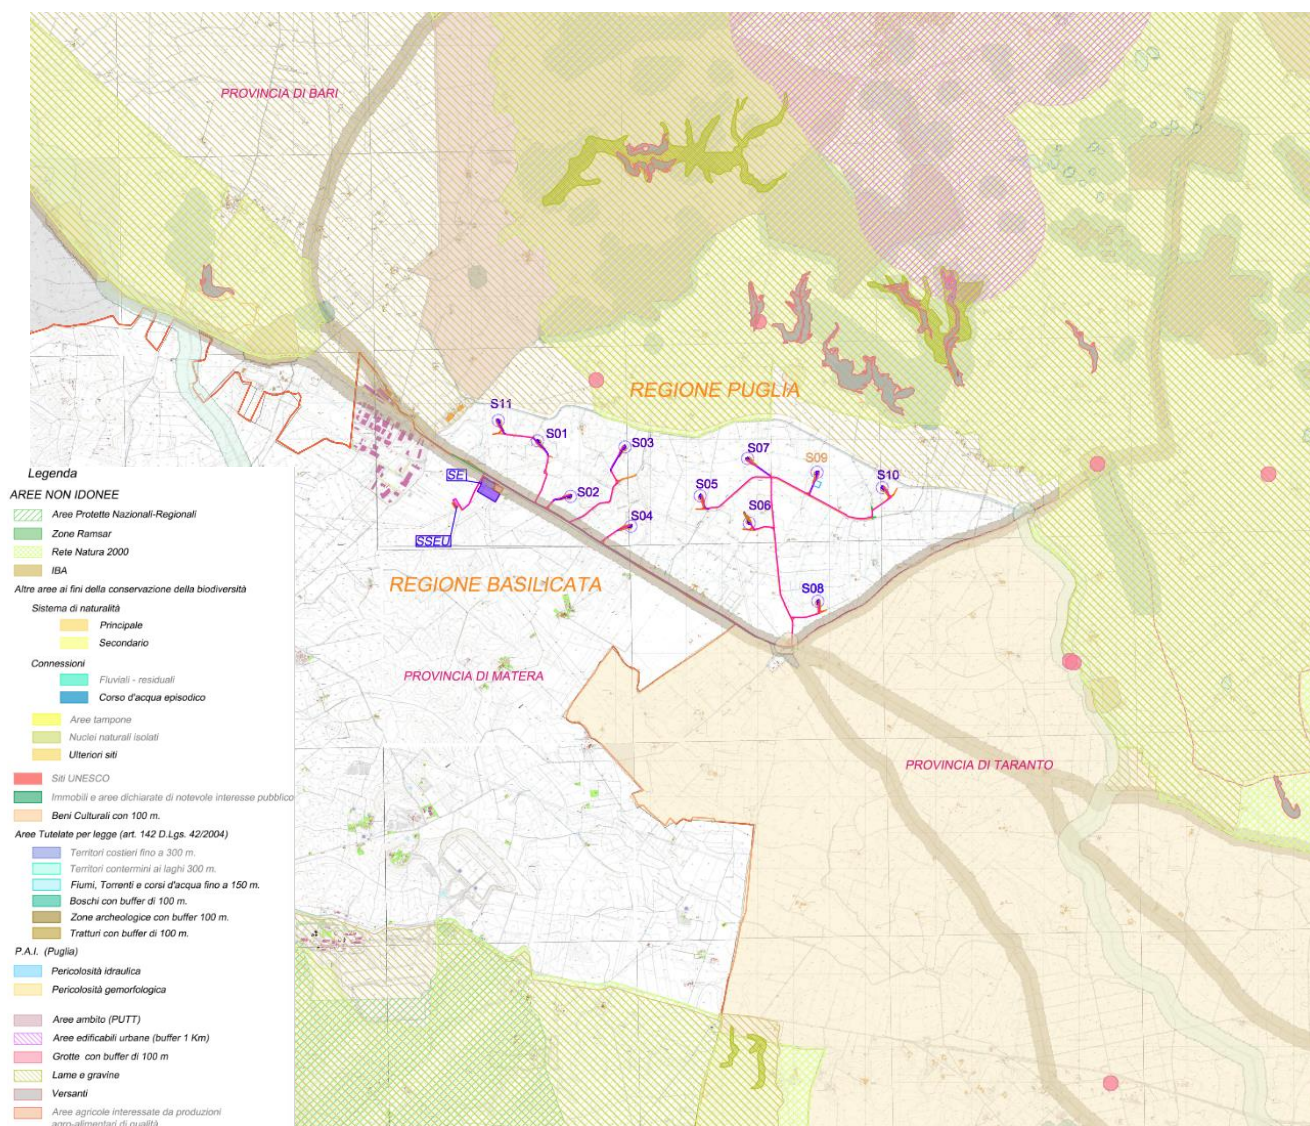 PROVINCIA DI BARI
REGIONE PUGLIA
S11
S01
S03
S07
S09
S10
SE
S02
S05
S06
S04
SSEU
REGIONE BASILICATA
S08
PROVINCIA DI MATERA
PROVINCIA DI TARANTO
Legenda
AREE NON IDONEE
Aree Protette Nazionali-Regionali
Zone Ramsar
Rete Natura 2000
IBA
Altre aree ai fini della conservazione della biodiversità
Sistema di naturalità
Principale
Secondario
Connessioni
Fluviali - residuali
Corso d'acqua episodico
Aree tampone
Nuclei naturali isolati
Ulteriori siti
Siti UNESCO
Immobili e aree dichiarate di notevole interesse pubblico
Beni Culturali con 100 m.
Aree Tutelate per legge (art. 142 D.Lgs. 42/2004)
Territori costieri fino a 300 m.
Territori contermini ai laghi 300 m.
Fiumi, Torrenti e corsi d'acqua fino a 150 m.
Boschi con buffer di 100 m.
Zone archeologice con buffer 100 m.
Tratturi con buffer di 100 m.
P.A.I. (Puglia)
Pericolosità idraulica
Pericolosità gemorfologica
Aree ambito (PUTT)
Aree edificabili urbane (buffer 1 Km)
Grotte con buffer di 100 m
Lame e gravine
Versanti
Aree agricole interessate da produzioni
agro-alimentari di qualità